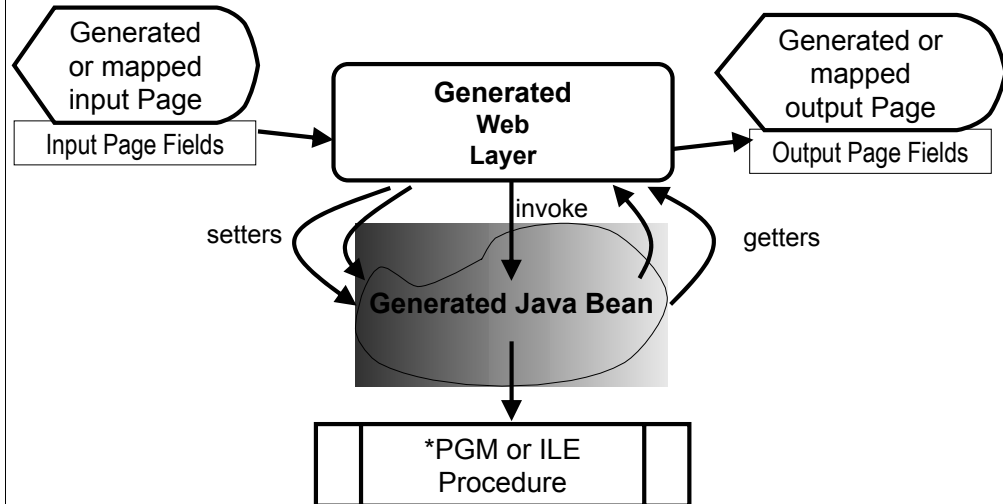 Generated
or mapped
input Page
Input Page Fields
Generated
Web
Layer
Generated or
mapped
output Page
Output Page Fields
setters
invoke
getters
Generated Java Bean
*PGM or ILE
Procedure